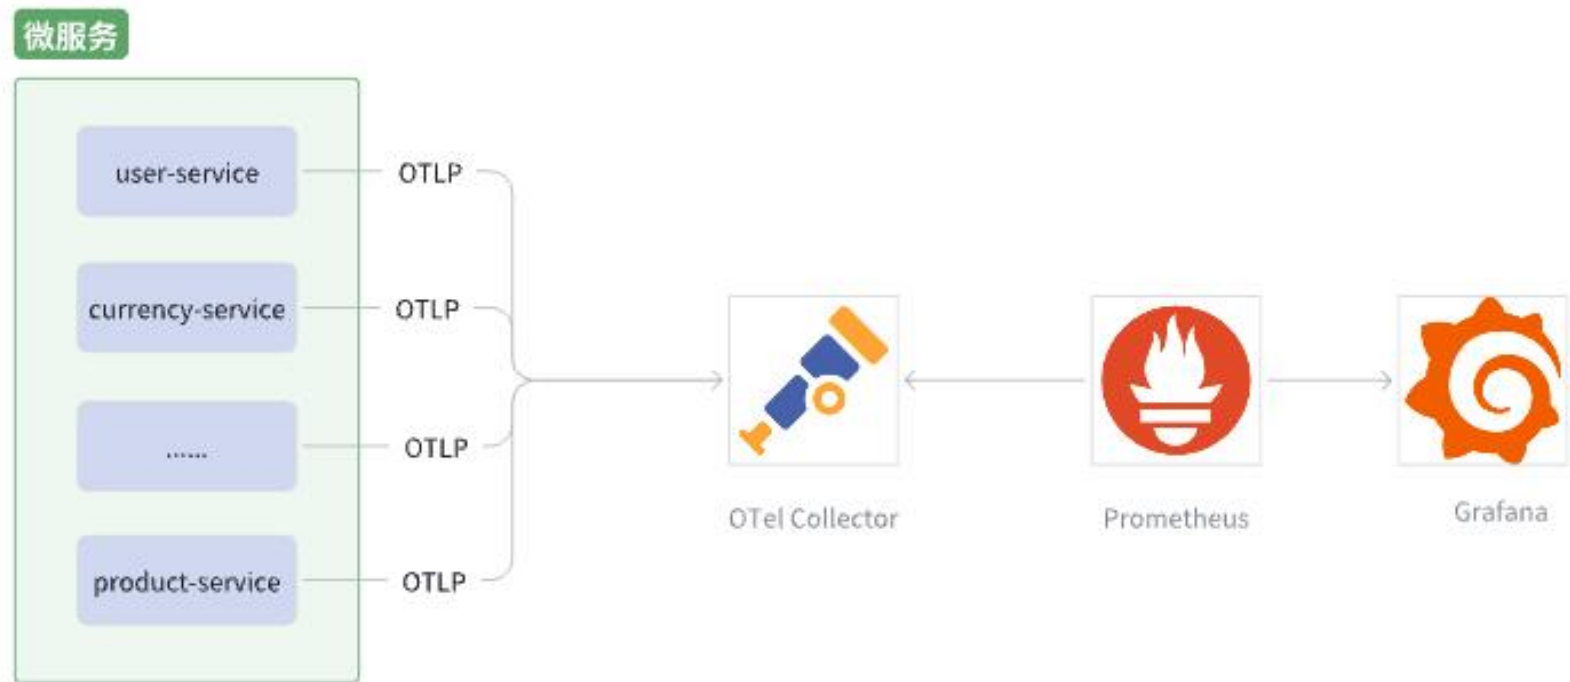 微服务
user-service
OTLP
currency-service
OTLP
......
OTLP
product-service
OTLP
OTel Collector
Prometheus
Grafana